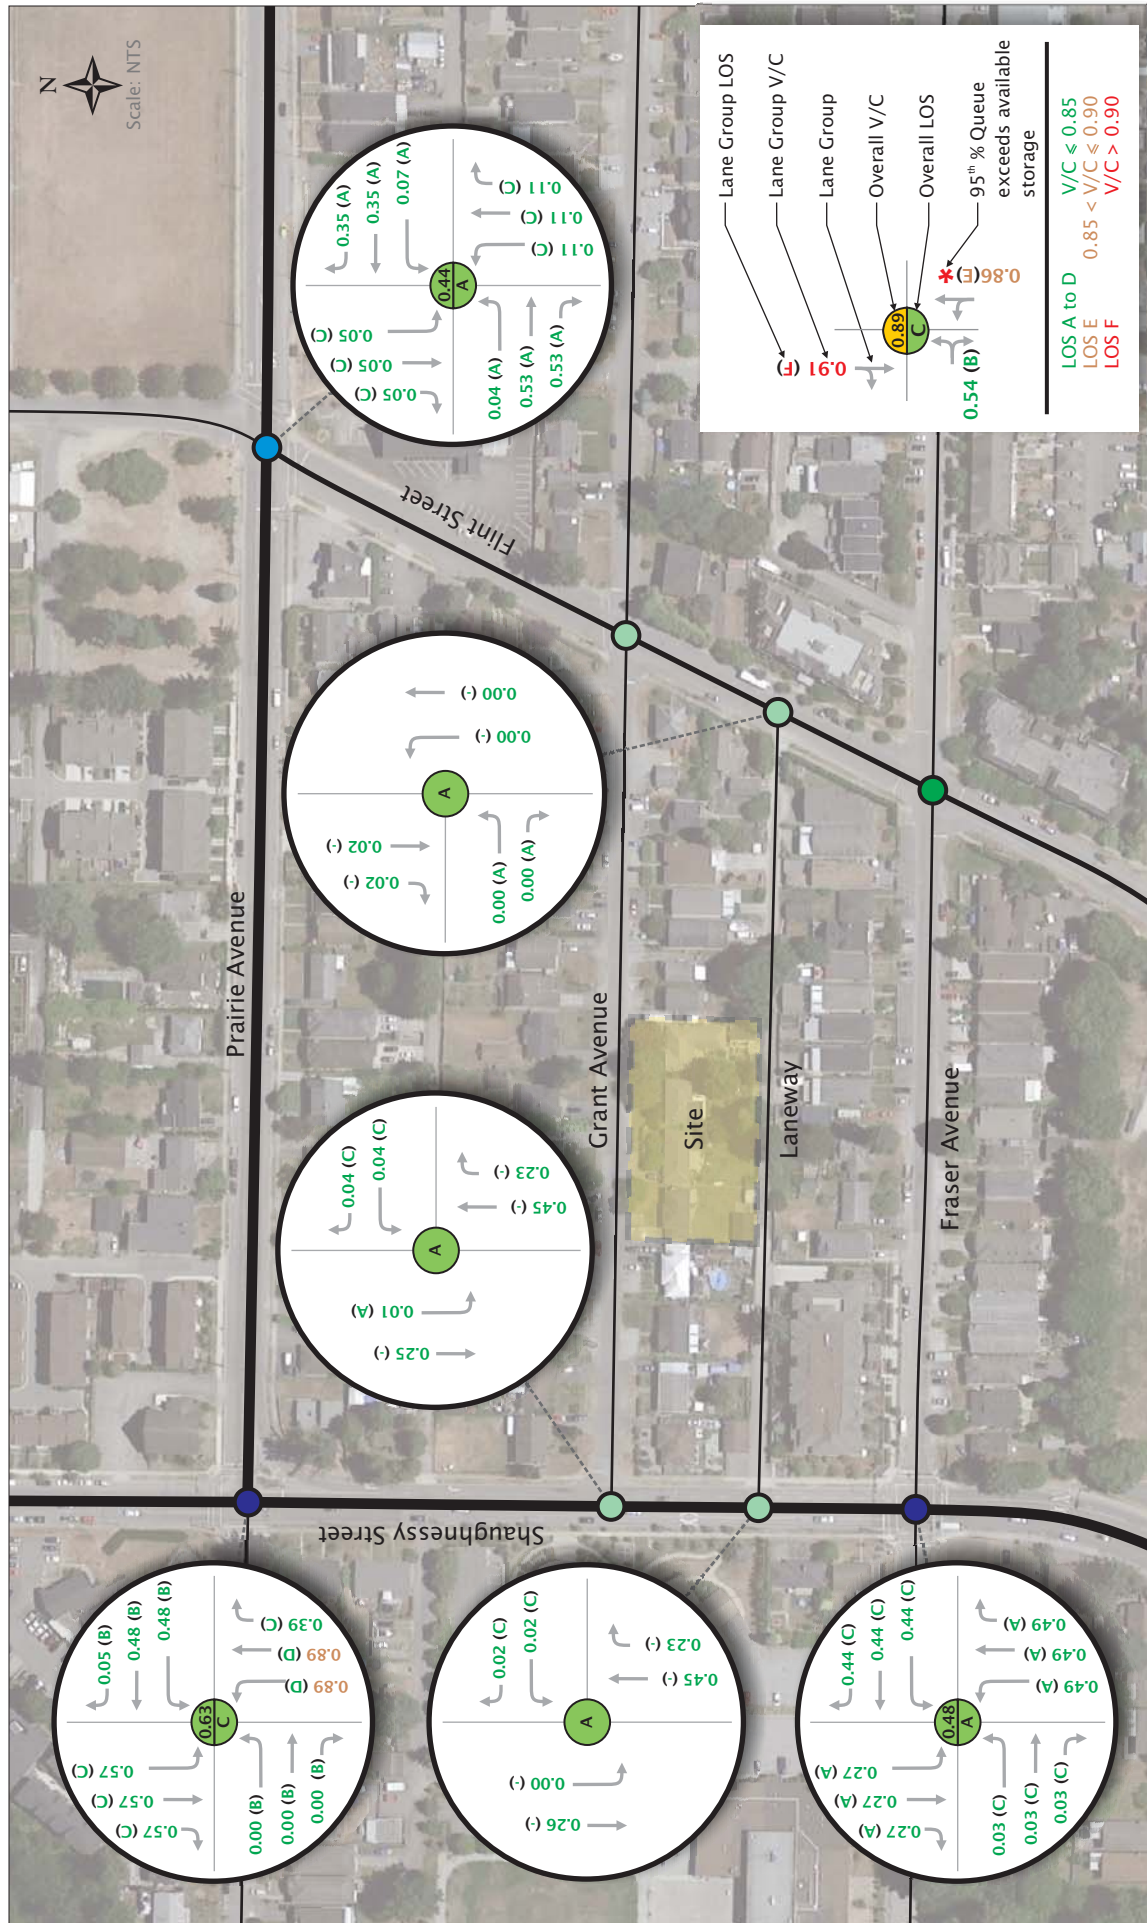 N
Scale: NTS
Prairie Avenue
Flint Street
Grant Avenue
Site
Laneway
Fraser Avenue
Shaughnessy Street
0.05 (B)
0.48 (B)
0.48 (B)
0.39 (C)
0.89 (D)
0.89 (D)
0.63
C
0.57 (C)
0.57 (C)
0.57 (C)
0.00 (B)
0.00 (B)
0.00 (B)
0.04 (C)
0.04 (C)
0.23 (-)
0.45 (-)
A
0.01 (A)
0.25 (-)
0.00 (-)
0.00 (-)
A
0.02 (-)
0.02 (-)
0.00 (A)
0.00 (A)
0.35 (A)
0.35 (A)
0.07 (A)
0.11 (C)
0.11 (C)
0.11 (C)
0.44
A
0.05 (C)
0.05 (C)
0.05 (C)
0.04 (A)
0.53 (A)
0.53 (A)
0.02 (C)
0.02 (C)
0.23 (-)
0.45 (-)
A
0.00 (-)
0.26 (-)
0.44 (C)
0.44 (C)
0.44 (C)
0.49 (A)
0.49 (A)
0.49 (A)
0.48
A
0.27 (A)
0.27 (A)
0.27 (A)
0.03 (C)
0.03 (C)
0.03 (C)
Lane Group LOS
Lane Group V/C
Lane Group
Overall V/C
Overall LOS
95th % Queue
exceeds available
storage
0.91 (F)
0.89
C
0.54 (B)
0.86(E)*
LOS A to D V/C ≤ 0.85
LOS E 0.85 < V/C ≤ 0.90
LOS F V/C > 0.90